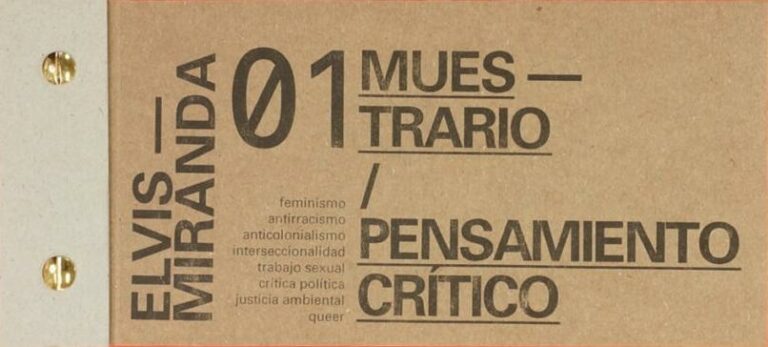 ELVIS —
MIRANDA
01
MUES —
TRARIO
/
PENSAMIENTO
CRÍTICO
feminismo
antirracismo
anticolonialismo
interseccionalidad
trabajo sexual
crítica política
justicia ambiental
queer